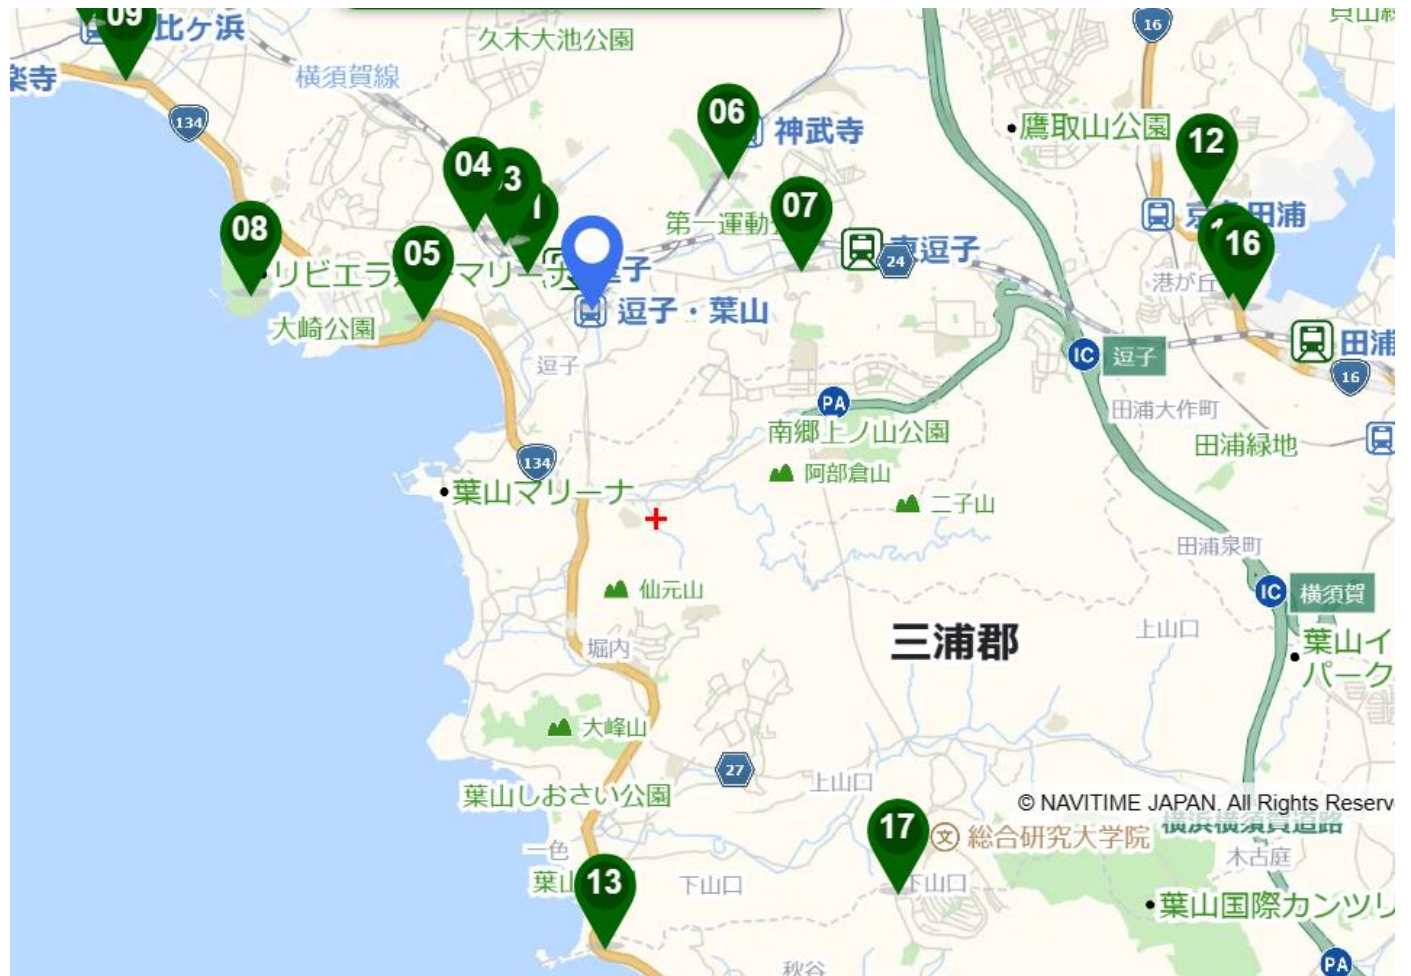 09
比ケ浜
久木大池公園
16
楽寺
横須賀線
134
06
神武寺
鷹取山公園
12
04
3
1
第一運動
07
東逗子
24
京急田浦
08
05
リビエラ
マリーナ
逗子
16
港が丘
大崎公園
逗子・葉山
田浦
逗子
IC
逗子
16
PA
田浦大作町
南郷上ノ山公園
田浦緑地
134
阿部倉山
葉山マリーナ
二子山
田浦泉町
仙元山
IC
横須賀
三浦郡
上山口
堀内
葉山イ
パーク
大峰山
27
上山口
葉山しおさい公園
© NAVITIME JAPAN. All Rights Reserv
横浜横須賀道路
17
総合研究大学院
一色
木古庭
葉山
13
下山口
下山口
葉山国際カンツリ
秋谷
PA